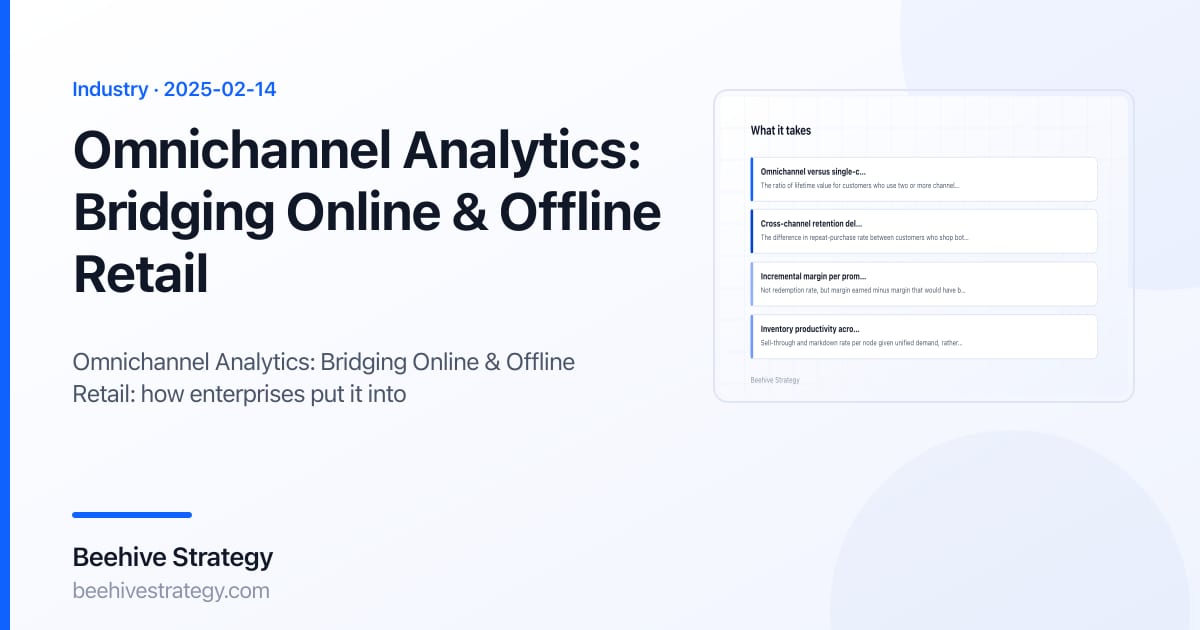 Industry · 2025-02-14
Omnichannel Analytics:
Bridging Online & Offline
Retail
Omnichannel Analytics: Bridging Online & Offline
Retail: how enterprises put it into
Beehive Strategy
beehivestrategy.com
What it takes
Omnichannel versus single-c...
The ratio of lifetime value for customers who use two or more channel...
Cross-channel retention del...
The difference in repeat-purchase rate between customers who shop bot...
Incremental margin per prom...
Not redemption rate, but margin earned minus margin that would have b...
Inventory productivity acro...
Sell-through and markdown rate per node given unified demand, rather...
Beehive Strategy